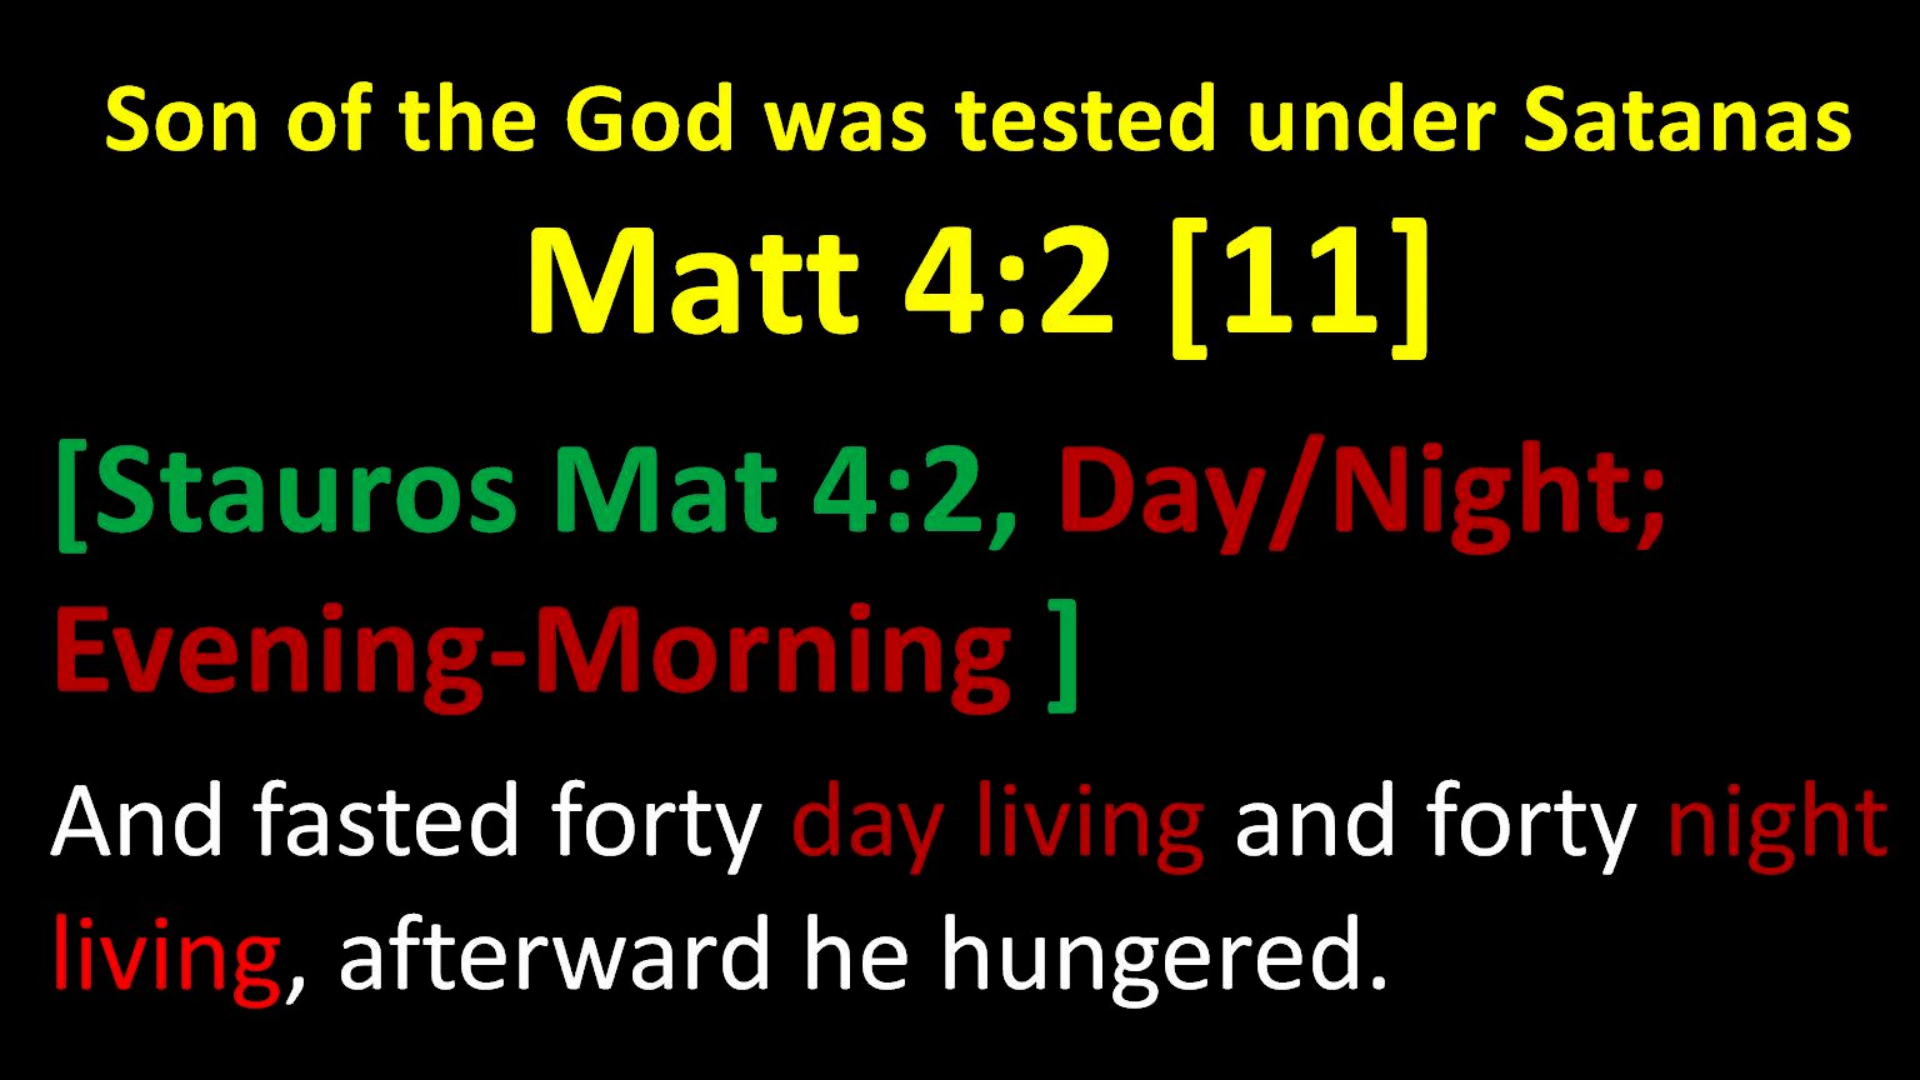 Son of the God was tested under Satanas
Matt 4:2 [11]
[Stauros Mat 4:2, Day/Night;
Evening-Morning ]
And fasted forty day living and forty night
living, afterward he hungered.